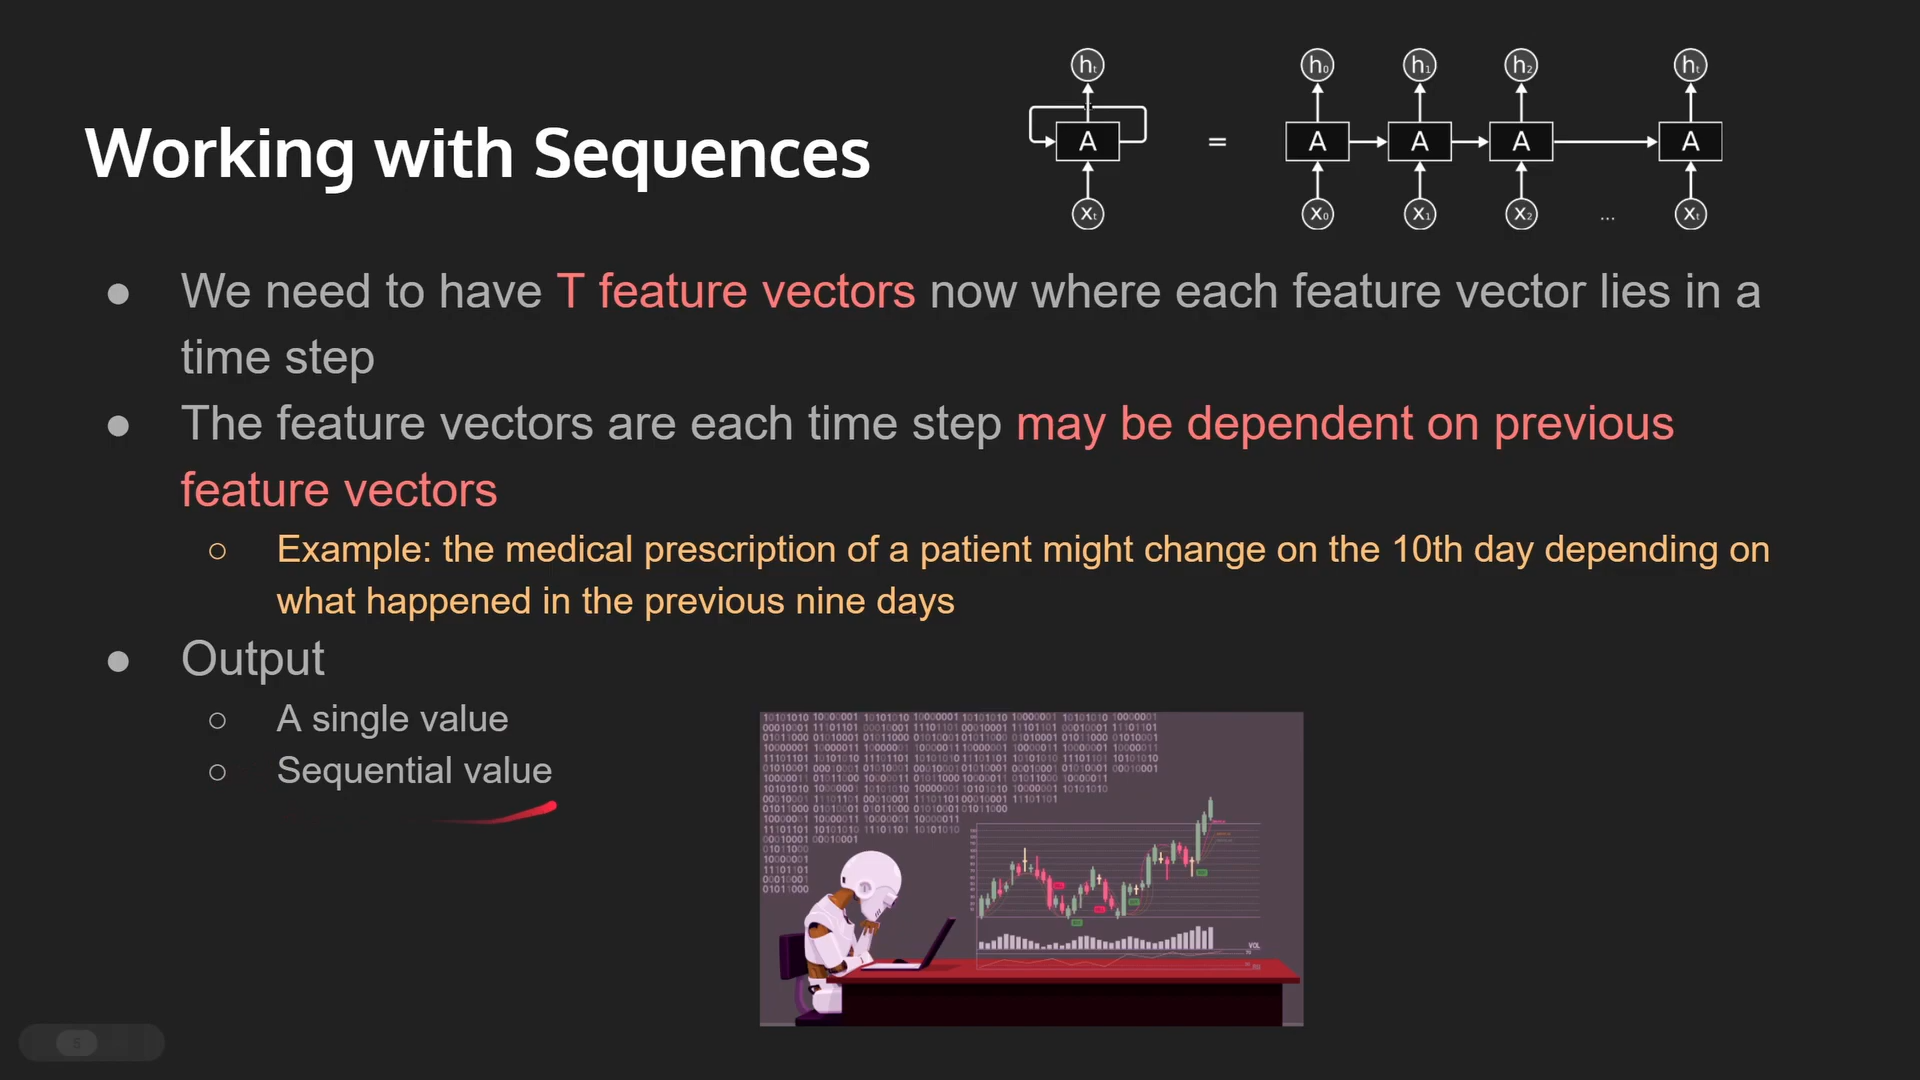 Working with Sequences
hₜ h₀ h₁ h₂ hₜ
A = A A A A
xₜ x₀ x₁ x₂ ... xₜ
● We need to have T feature vectors now where each feature vector lies in a
time step
● The feature vectors are each time step may be dependent on previous
feature vectors
○ Example: the medical prescription of a patient might change on the 10th day depending on
what happened in the previous nine days
● Output
○ A single value
○ Sequential value
VOL
5